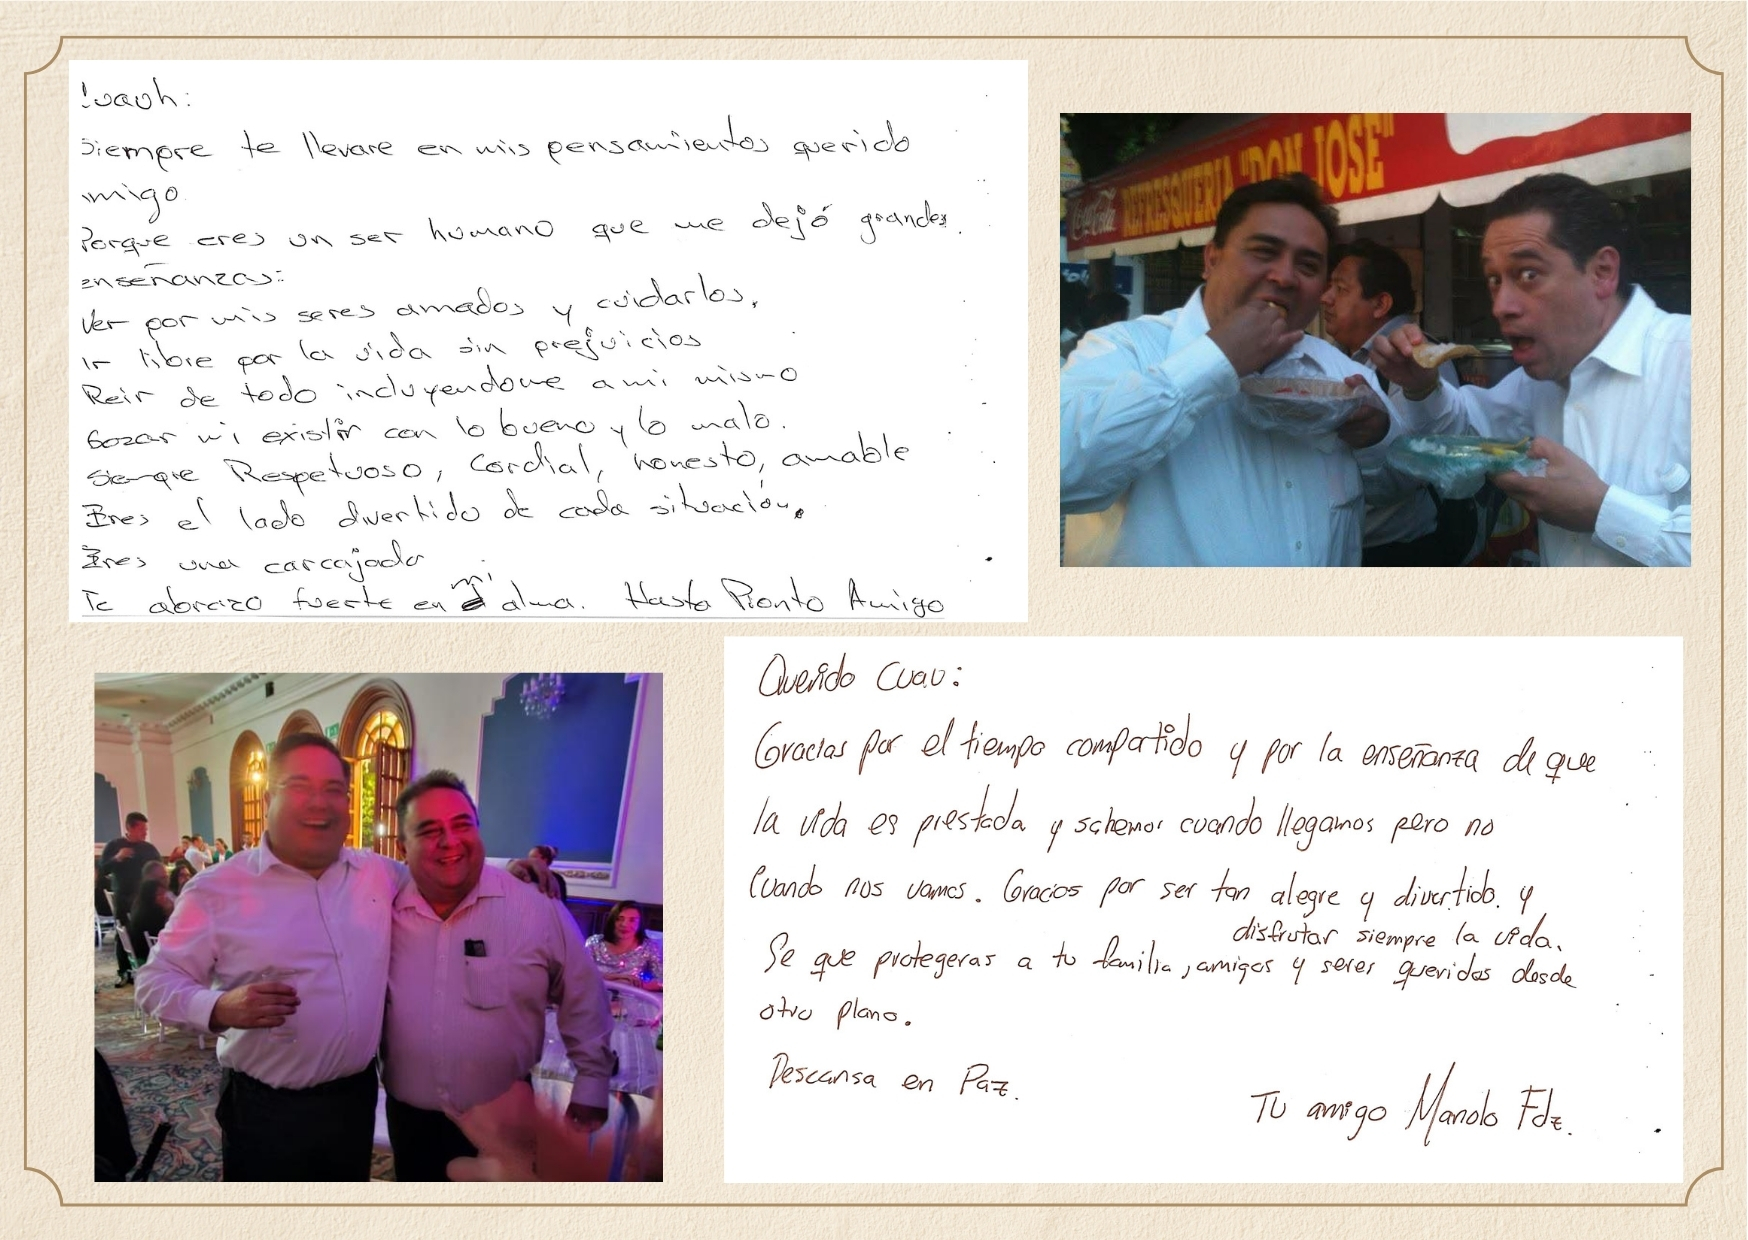 uauh:
Siempre te llevare en mis pensamientos querido
migo
Porque eres un ser humano que me dejó grandes
enseñanzas:
Ver por mis seres amados y cuidarlos,
Ir libre por la vida sin prejuicios
Reir de todo incluyendome a mi mismo
Gozar mi existir con lo bueno y lo malo.
Siempre Respetuoso, Cordial, honesto, amable
Eres el lado divertido de cada situación.
Eres una carcajada
Te abrazo fuerte en mi alma. Hasta Pronto Amigo
Coca-Cola
REFRESQUERIA "DON JOSE"
Querido Cuau:
Gracias por el tiempo compartido y por la enseñanza de que
la vida es prestada y sabemos cuando llegamos pero no
Cuando nos vamos. Gracias por ser tan alegre y divertido. y
disfrutar siempre la vida.
Se que protegeras a tu familia, amigos y seres queridos desde
otro plano.
Descansa en Paz.
Tu amigo Manolo Fdz.